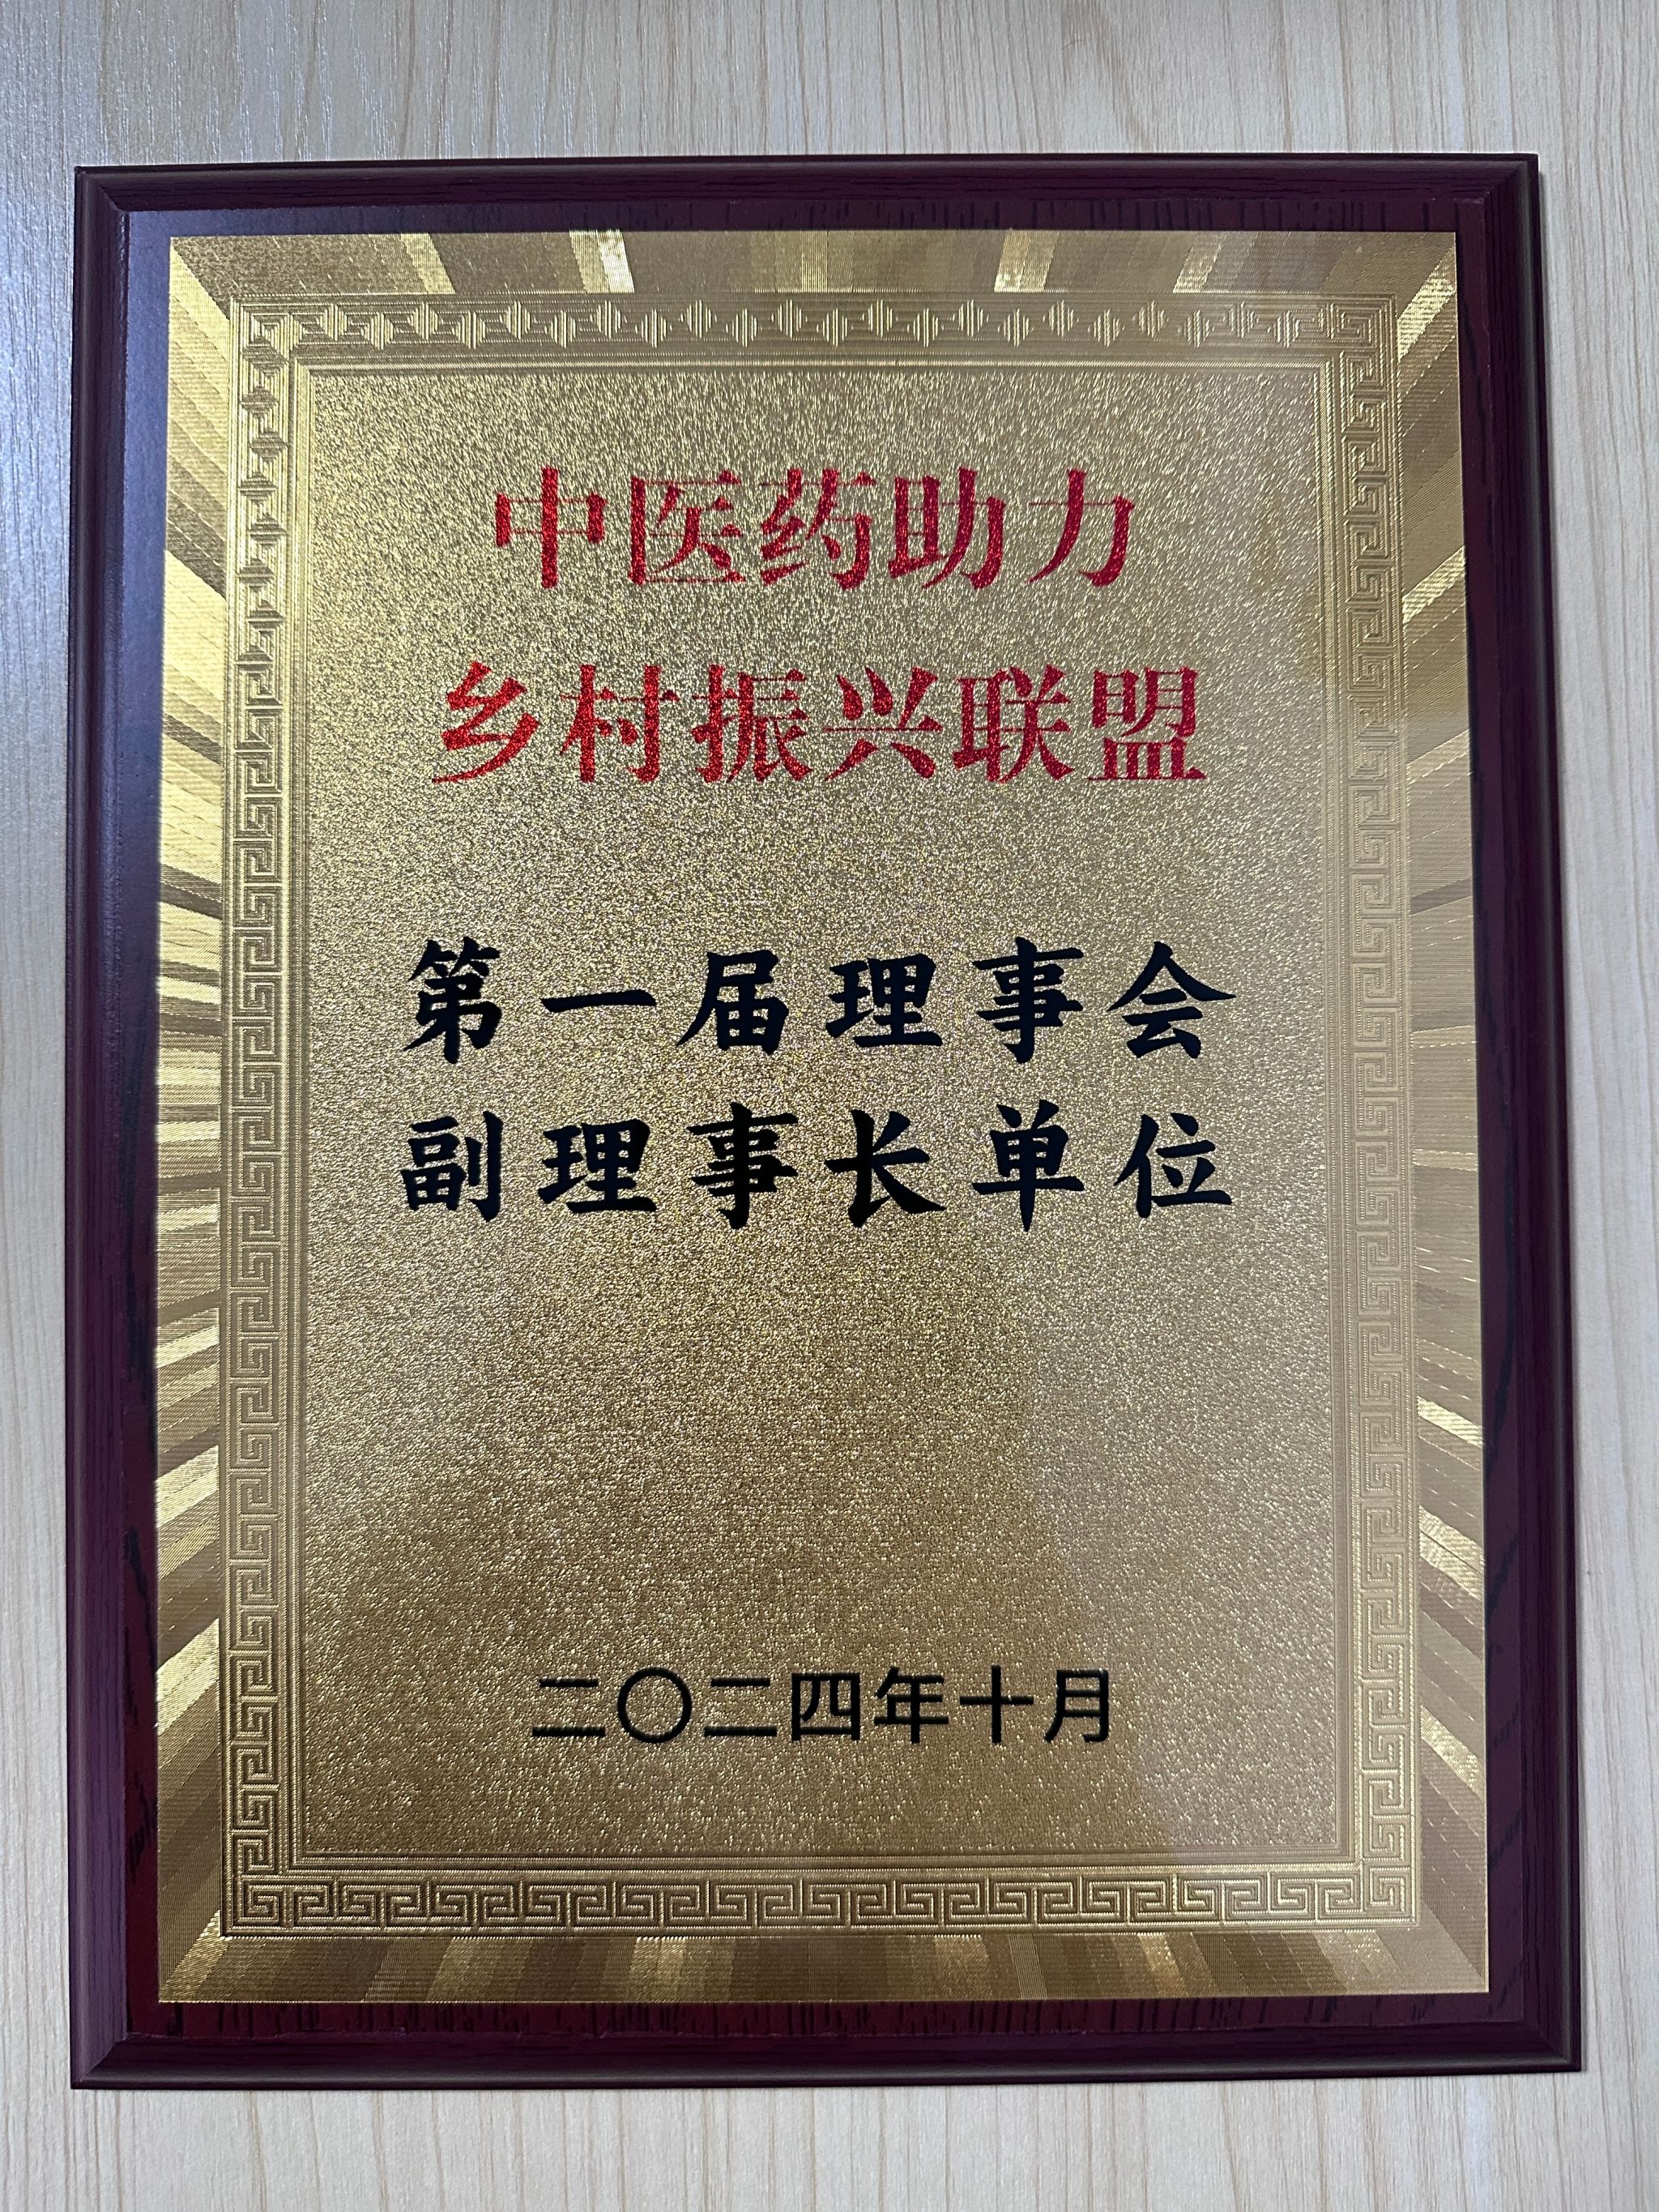 中医药助力
乡村振兴联盟
第一届理事会
副理事长单位
二〇二四年十月